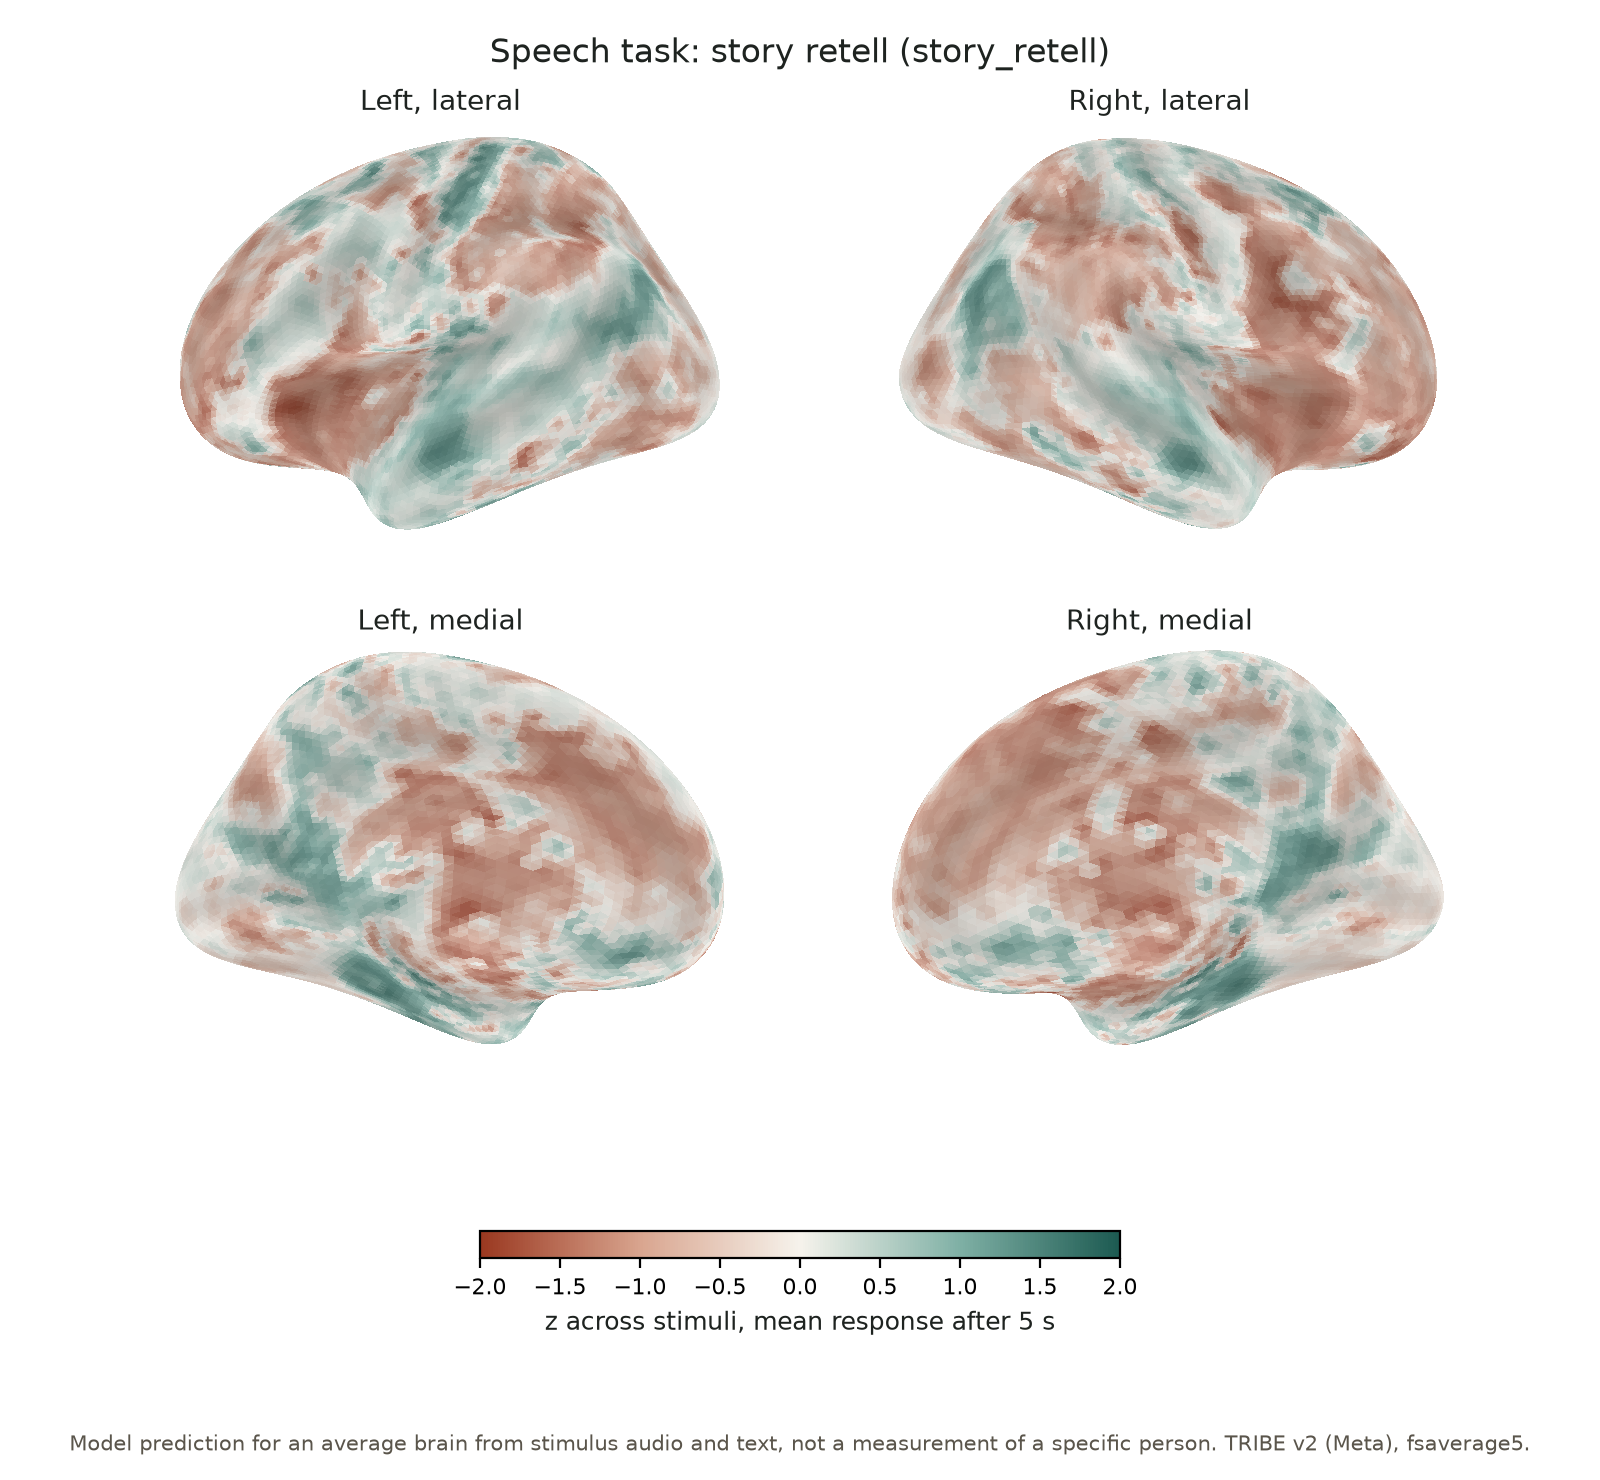 Speech task: story retell (story_retell)
Left, lateral
Right, lateral
Left, medial
Right, medial
−2.0 −1.5 −1.0 −0.5 0.0 0.5 1.0 1.5 2.0
z across stimuli, mean response after 5 s
Model prediction for an average brain from stimulus audio and text, not a measurement of a specific person. TRIBE v2 (Meta), fsaverage5.